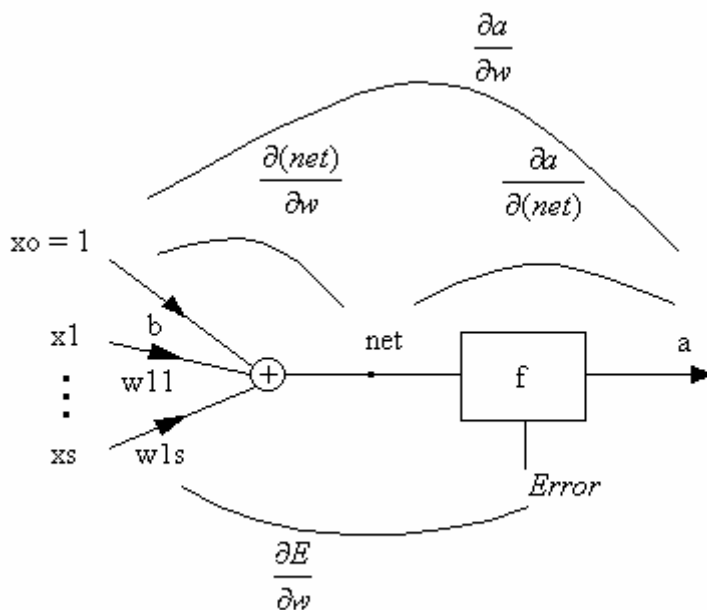 ∂a
∂w
∂(net)
∂w
∂a
∂(net)
xo = 1
b
x1
w11
net
f
a
xs
w1s
Error
∂E
∂w